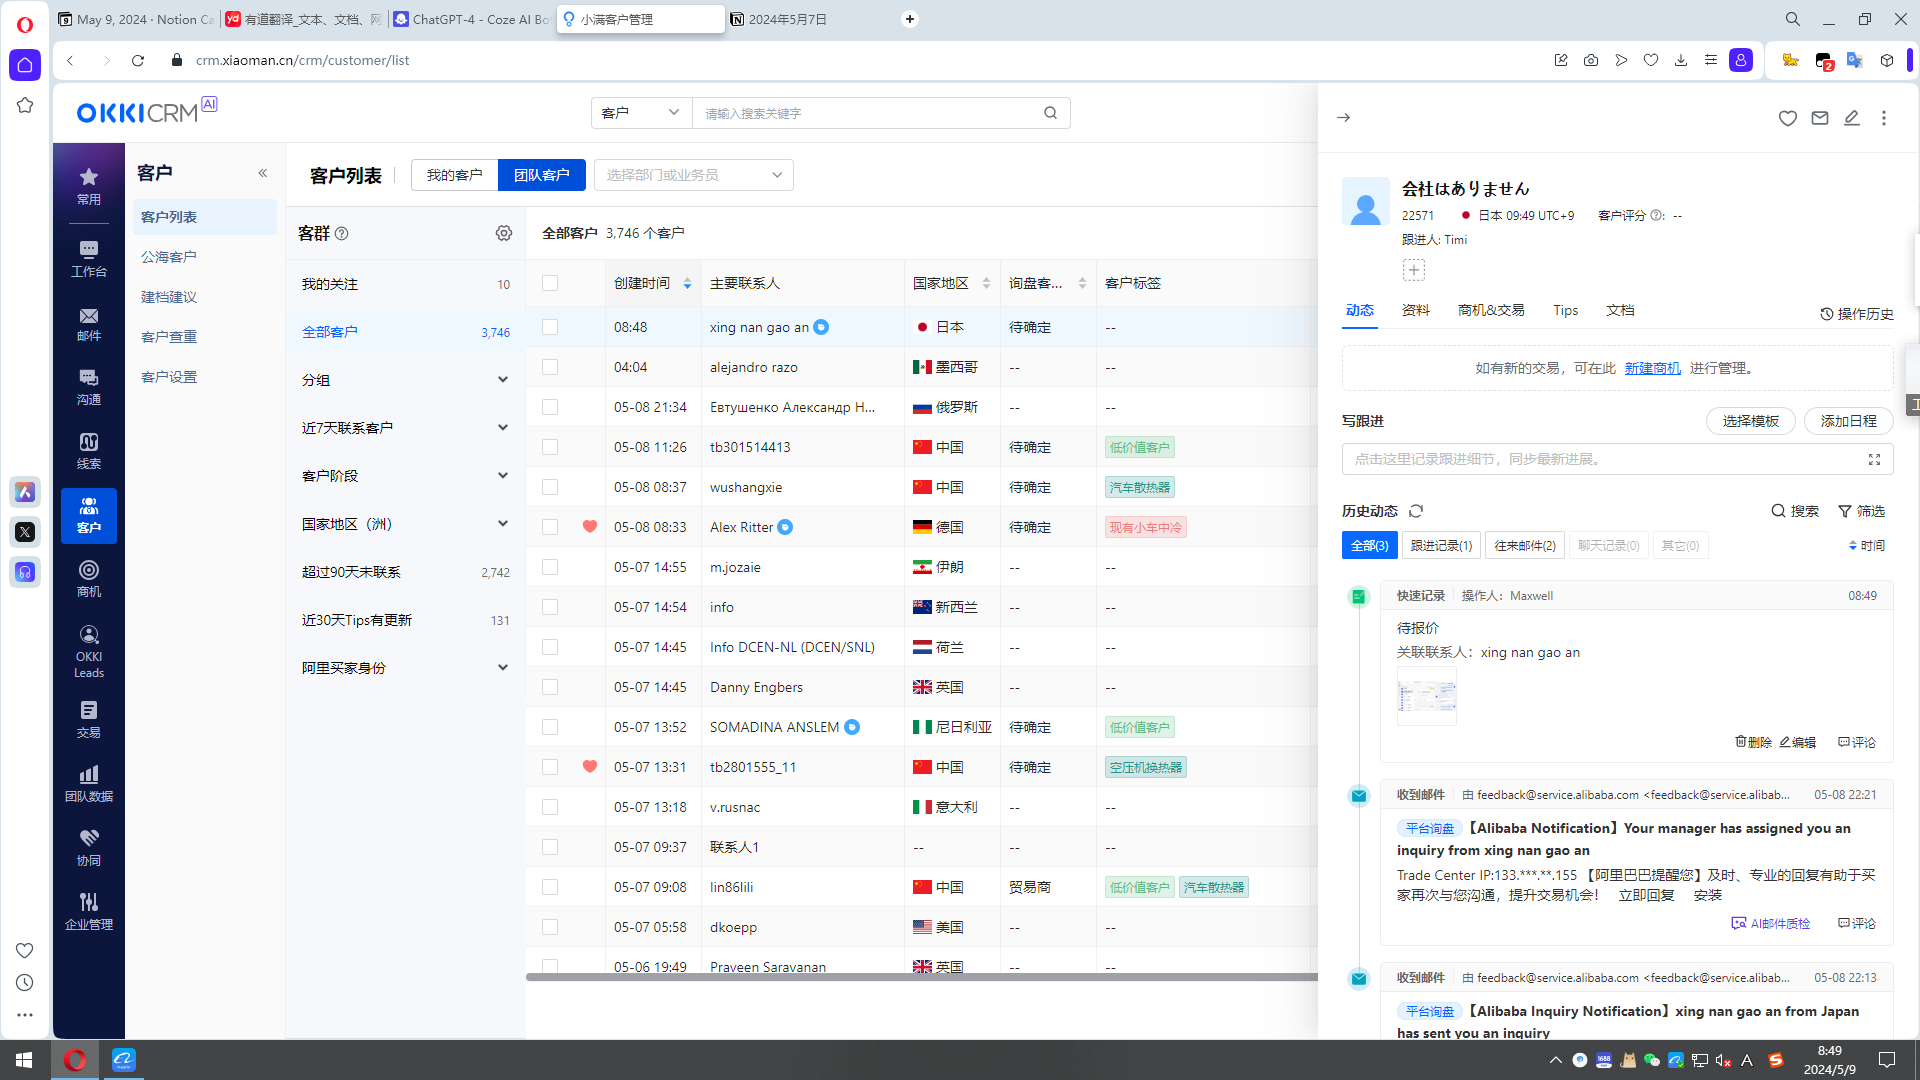 May 9, 2024 · Notion Ca
有道翻译_文本、文档、网
ChatGPT-4 - Coze AI Bo
小满客户管理
2024年5月7日
crm.xiaoman.cn/crm/customer/list
2
OKKICRM AI
客户
请输入搜索关键字
常用
工作台
邮件
沟通
线索
客户
商机
OKKI
Leads
交易
团队数据
协同
企业管理
客户
客户列表
公海客户
建档建议
客户查重
客户设置
客户列表
我的客户
团队客户
选择部门或业务员
客群
我的关注 10
全部客户 3,746
分组
近7天联系客户
客户阶段
国家地区（洲）
超过90天未联系 2,742
近30天Tips有更新 131
阿里买家身份
全部客户 3,746 个客户
创建时间 主要联系人 国家地区 询盘客... 客户标签
08:48 xing nan gao an 日本 待确定 --
04:04 alejandro razo 墨西哥 -- --
05-08 21:34 Евтушенко Александр Н... 俄罗斯 -- --
05-08 11:26 tb301514413 中国 待确定 低价值客户
05-08 08:37 wushangxie 中国 待确定 汽车散热器
05-08 08:33 Alex Ritter 德国 待确定 现有小车中冷
05-07 14:55 m.jozaie 伊朗 -- --
05-07 14:54 info 新西兰 -- --
05-07 14:45 Info DCEN-NL (DCEN/SNL) 荷兰 -- --
05-07 14:45 Danny Engbers 英国 -- --
05-07 13:52 SOMADINA ANSLEM 尼日利亚 待确定 低价值客户
05-07 13:31 tb2801555_11 中国 待确定 空压机换热器
05-07 13:18 v.rusnac 意大利 -- --
05-07 09:37 联系人1 -- -- --
05-07 09:08 lin86lili 中国 贸易商 低价值客户 汽车散热器
05-07 05:58 dkoepp 美国 -- --
05-06 19:49 Praveen Saravanan 英国 -- --
会社はありません
22571 日本 09:49 UTC+9 客户评分 : --
跟进人: Timi
动态 资料 商机&交易 Tips 文档 操作历史
如有新的交易，可在此 新建商机 进行管理。
写跟进 选择模板 添加日程
点击这里记录跟进细节，同步最新进展。
历史动态 搜索 筛选
全部(3) 跟进记录(1) 往来邮件(2) 聊天记录(0) 其它(0) 时间
快速记录 操作人：Maxwell 08:49
待报价
关联联系人：xing nan gao an
删除 编辑 评论
收到邮件 由 feedback@service.alibaba.com <feedback@service.alibab... 05-08 22:21
平台询盘 【Alibaba Notification】Your manager has assigned you an
inquiry from xing nan gao an
Trade Center IP:133.***.**.155 【阿里巴巴提醒您】及时、专业的回复有助于买
家再次与您沟通，提升交易机会！ 立即回复 安装
AI邮件质检 评论
收到邮件 由 feedback@service.alibaba.com <feedback@service.alibab... 05-08 22:13
平台询盘 【Alibaba Inquiry Notification】xing nan gao an from Japan
has sent you an inquiry
8:49
2024/5/9